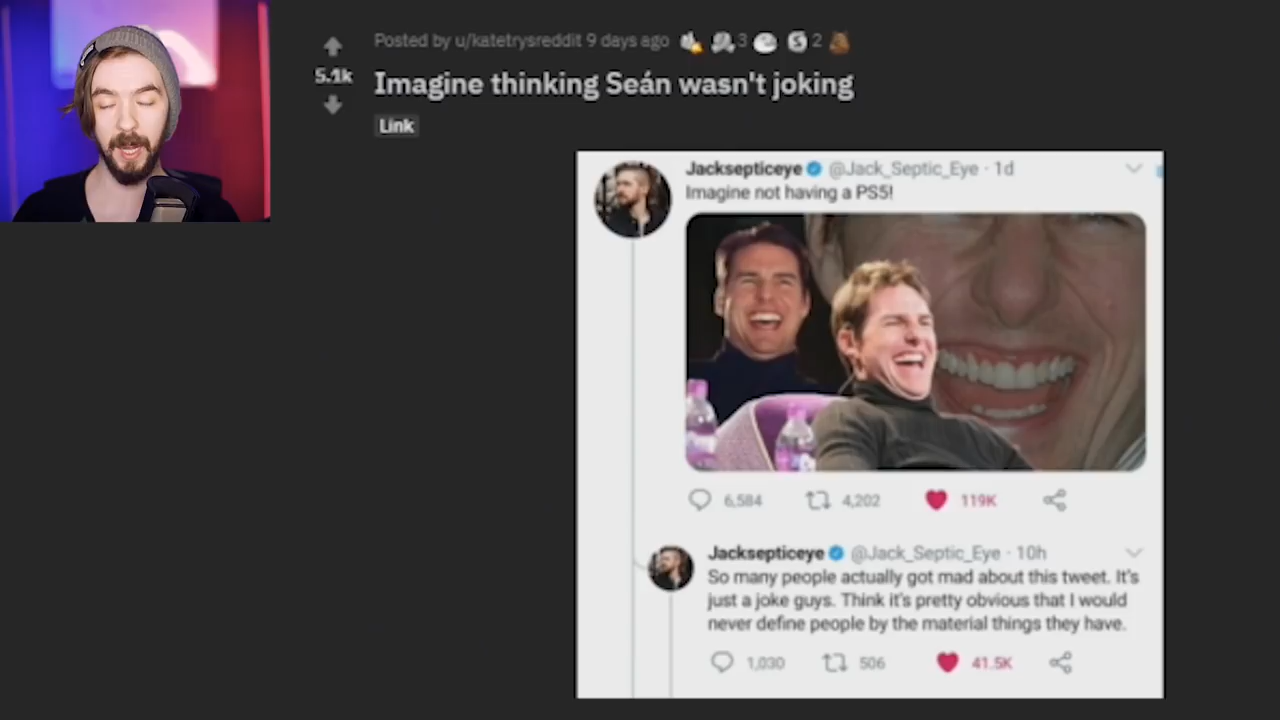 Posted by u/katetrysreddit 9 days ago 3 2
5.1k
Imagine thinking Seán wasn't joking
Link
Jacksepticeye @Jack_Septic_Eye · 1d
Imagine not having a PS5!
6,584 4,202 119K
Jacksepticeye @Jack_Septic_Eye · 10h
So many people actually got mad about this tweet. It's
just a joke guys. Think it's pretty obvious that I would
never define people by the material things they have.
1,030 506 41.5K